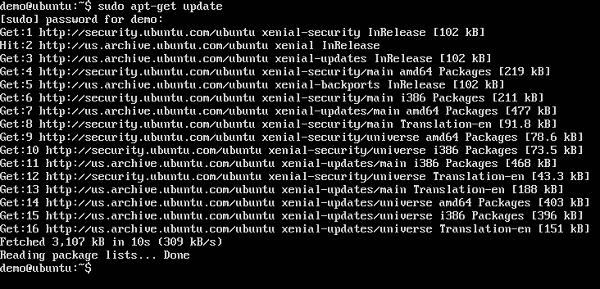 demo@ubuntu:~$ sudo apt-get update
[sudo] password for demo:
Get:1 http://security.ubuntu.com/ubuntu xenial-security InRelease [102 kB]
Hit:2 http://us.archive.ubuntu.com/ubuntu xenial InRelease
Get:3 http://us.archive.ubuntu.com/ubuntu xenial-updates InRelease [102 kB]
Get:4 http://security.ubuntu.com/ubuntu xenial-security/main amd64 Packages [219 kB]
Get:5 http://us.archive.ubuntu.com/ubuntu xenial-backports InRelease [102 kB]
Get:6 http://security.ubuntu.com/ubuntu xenial-security/main i386 Packages [211 kB]
Get:7 http://us.archive.ubuntu.com/ubuntu xenial-updates/main amd64 Packages [477 kB]
Get:8 http://security.ubuntu.com/ubuntu xenial-security/main Translation-en [91.8 kB]
Get:9 http://security.ubuntu.com/ubuntu xenial-security/universe amd64 Packages [78.6 kB]
Get:10 http://security.ubuntu.com/ubuntu xenial-security/universe i386 Packages [73.5 kB]
Get:11 http://us.archive.ubuntu.com/ubuntu xenial-updates/main i386 Packages [468 kB]
Get:12 http://security.ubuntu.com/ubuntu xenial-security/universe Translation-en [43.3 kB]
Get:13 http://us.archive.ubuntu.com/ubuntu xenial-updates/main Translation-en [188 kB]
Get:14 http://us.archive.ubuntu.com/ubuntu xenial-updates/universe amd64 Packages [403 kB]
Get:15 http://us.archive.ubuntu.com/ubuntu xenial-updates/universe i386 Packages [396 kB]
Get:16 http://us.archive.ubuntu.com/ubuntu xenial-updates/universe Translation-en [151 kB]
Fetched 3,107 kB in 10s (309 kB/s)
Reading package lists... Done
demo@ubuntu:~$